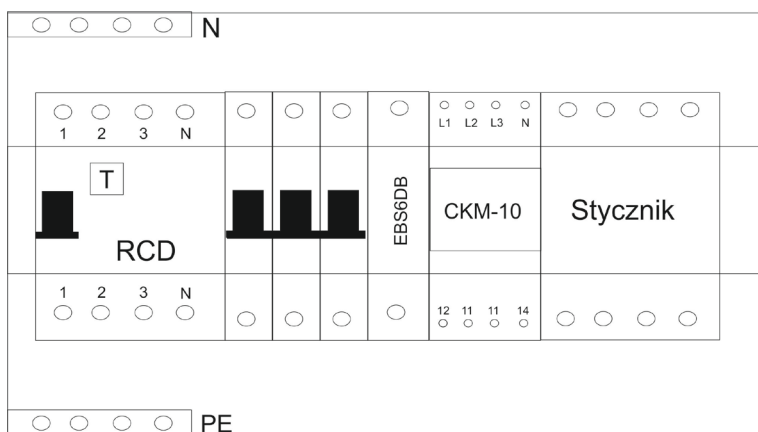 N
1 2 3 N
L1 L2 L3 N
T
RCD
EBS6DB
CKM-10
Stycznik
1 2 3 N
12 11 11 14
PE